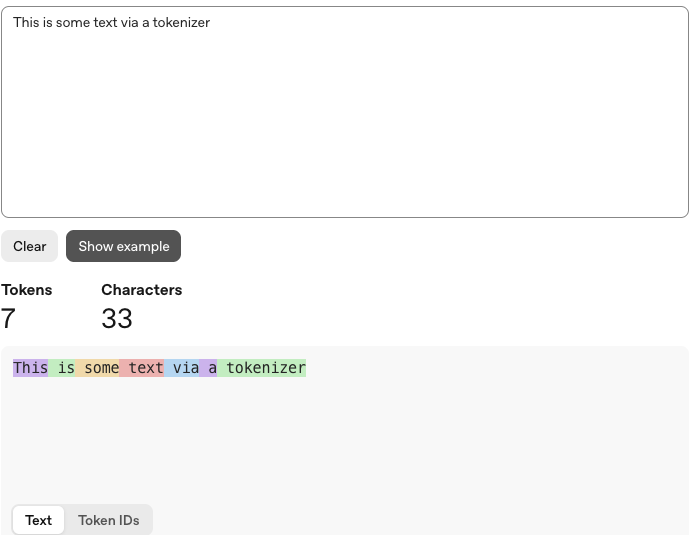 This is some text via a tokenizer
Clear
Show example
Tokens
Characters
7
33
This is some text via a tokenizer
Text
Token IDs